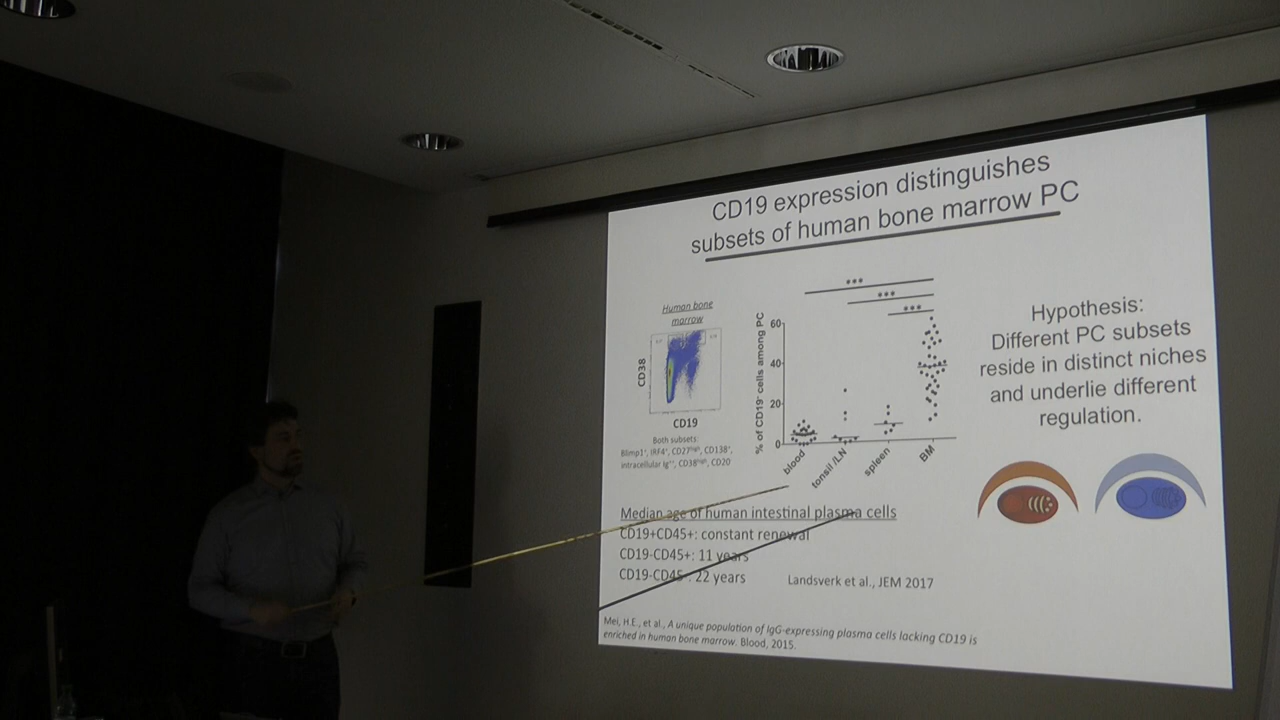 CD19 expression distinguishes
subsets of human bone marrow PC
Human bone
marrow
CD38
CD19
Both subsets:
Blimp1⁺, IRF4⁺, CD27ʰⁱᵍʰ, CD138⁺,
intracellular Ig⁺⁺, CD38ʰⁱᵍʰ, CD20
% of CD19⁻ cells among PC
60
40
20
0
***
***
***
blood
tonsil /LN
spleen
BM
Hypothesis:
Different PC subsets
reside in distinct niches
and underlie different
regulation.
Median age of human intestinal plasma cells
CD19+CD45+: constant renewal
CD19-CD45+: 11 years
CD19-CD45-: 22 years
Landsverk et al., JEM 2017
Mei, H.E., et al., A unique population of IgG-expressing plasma cells lacking CD19 is
enriched in human bone marrow. Blood, 2015.